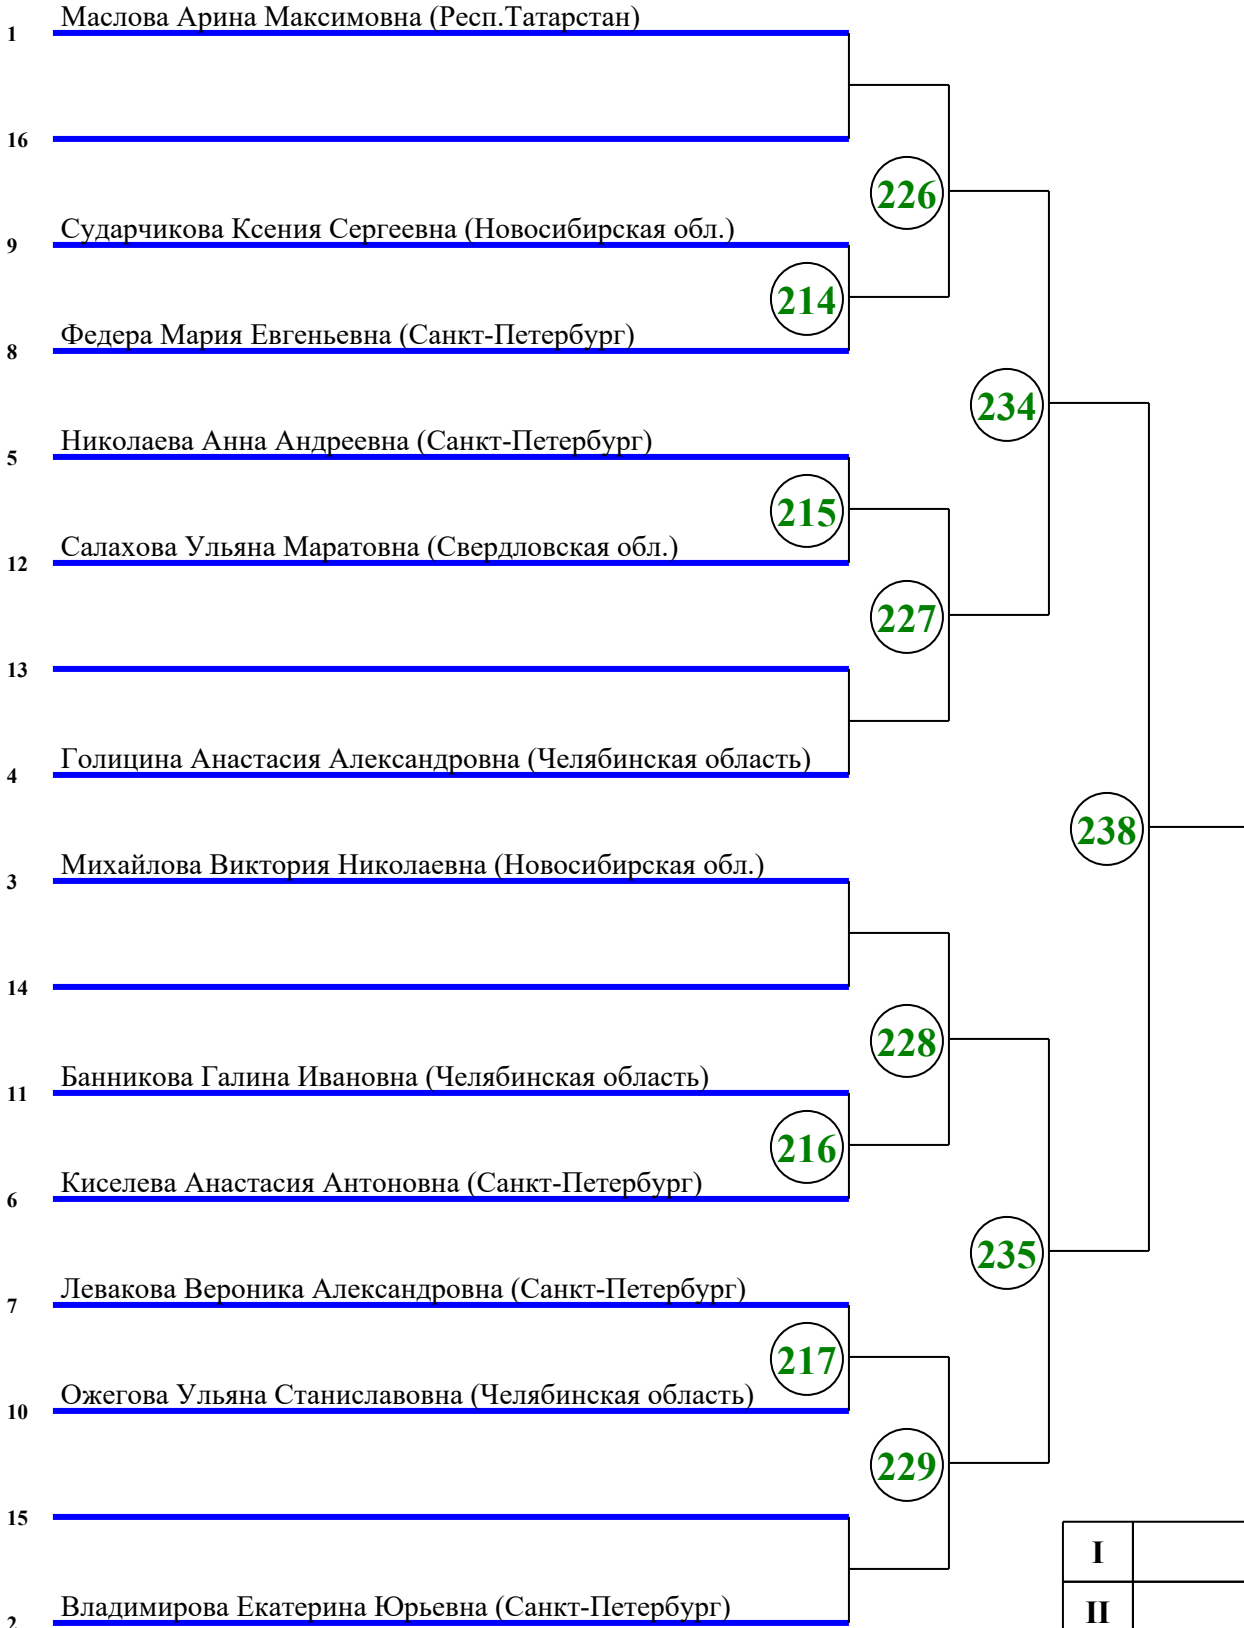 Маслова Арина Максимовна (Респ.Татарстан)
1
16
226
Сударчикова Ксения Сергеевна (Новосибирская обл.)
9
214
Федера Мария Евгеньевна (Санкт-Петербург)
8
234
Николаева Анна Андреевна (Санкт-Петербург)
5
215
Салахова Ульяна Маратовна (Свердловская обл.)
12
227
13
Голицина Анастасия Александровна (Челябинская область)
4
238
Михайлова Виктория Николаевна (Новосибирская обл.)
3
14
228
Банникова Галина Ивановна (Челябинская область)
11
216
Киселева Анастасия Антоновна (Санкт-Петербург)
6
235
Левакова Вероника Александровна (Санкт-Петербург)
7
217
Ожегова Ульяна Станиславовна (Челябинская область)
10
229
15
I
Владимирова Екатерина Юрьевна (Санкт-Петербург)
2
II